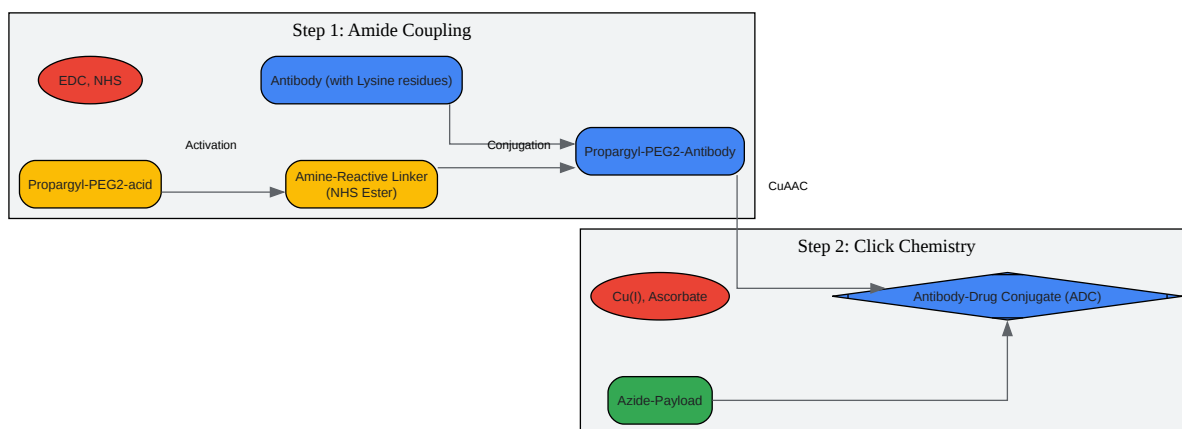 Step 1: Amide Coupling
EDC, NHS
Antibody (with Lysine residues)
Activation
Conjugation
Propargyl-PEG2-Antibody
Propargyl-PEG2-acid
Amine-Reactive Linker
(NHS Ester)
CuAAC
Step 2: Click Chemistry
Cu(I), Ascorbate
Antibody-Drug Conjugate (ADC)
Azide-Payload